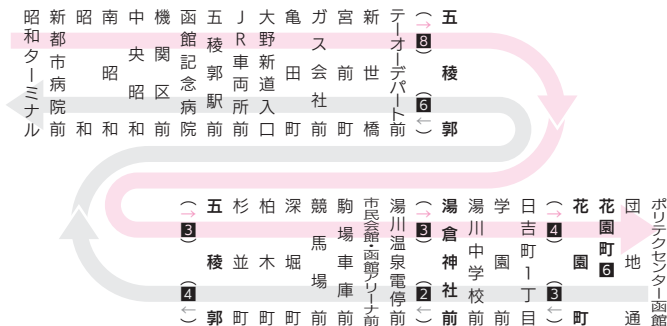 昭和ターミナル
新都市病院前
昭和
南昭和
中央昭和
機関区前
函館記念病院
五稜郭駅前
JR車両所前
大野新道入口
亀田町
ガス会社前
宮前町
新世橋
テーオーデパート前
(→8) (6←)
五稜郭
(→3) (4←)
五稜郭
杉並町
柏木町
深堀町
競馬場前
駒場車庫前
市民会館・函館アリーナ前
湯川温泉電停前
(→3) (2←)
湯倉神社前
湯川中学校前
学園前
日吉町1丁目
(→4) (3←)
花園町
花園町6
団地通
ポリテクセンター函館